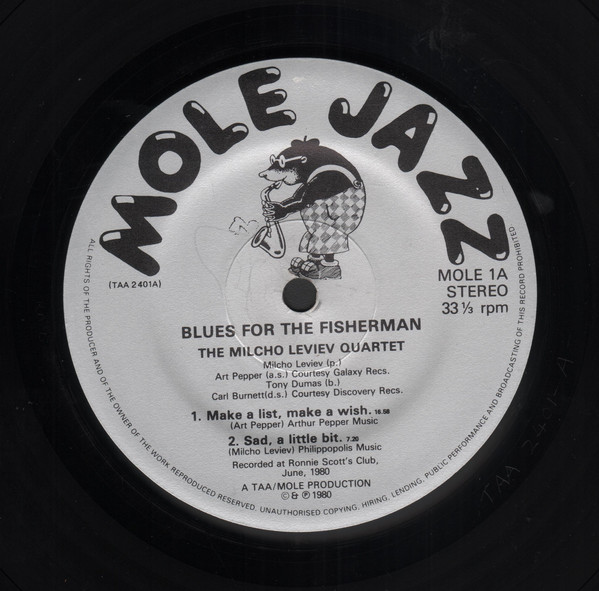 MOLE JAZZ
(TAA 2401A)
MOLE 1A
STEREO
33 ⅓ rpm
BLUES FOR THE FISHERMAN
THE MILCHO LEVIEV QUARTET
Milcho Leviev (p.)
Art Pepper (a.s.) Courtesy Galaxy Recs.
Tony Dumas (b.)
Carl Burnett(d.s.) Courtesy Discovery Recs.
1. Make a list, make a wish. 16.58
(Art Pepper) Arthur Pepper Music
2. Sad, a little bit. 7.20
(Milcho Leviev) Philippopolis Music
Recorded at Ronnie Scott's Club,
June, 1980
A TAA/MOLE PRODUCTION
© & ℗ 1980
ALL RIGHTS OF THE PRODUCER AND OF THE OWNER OF THE WORK REPRODUCED RESERVED. UNAUTHORISED COPYING, HIRING, LENDING, PUBLIC PERFORMANCE AND BROADCASTING OF THIS RECORD PROHIBITED